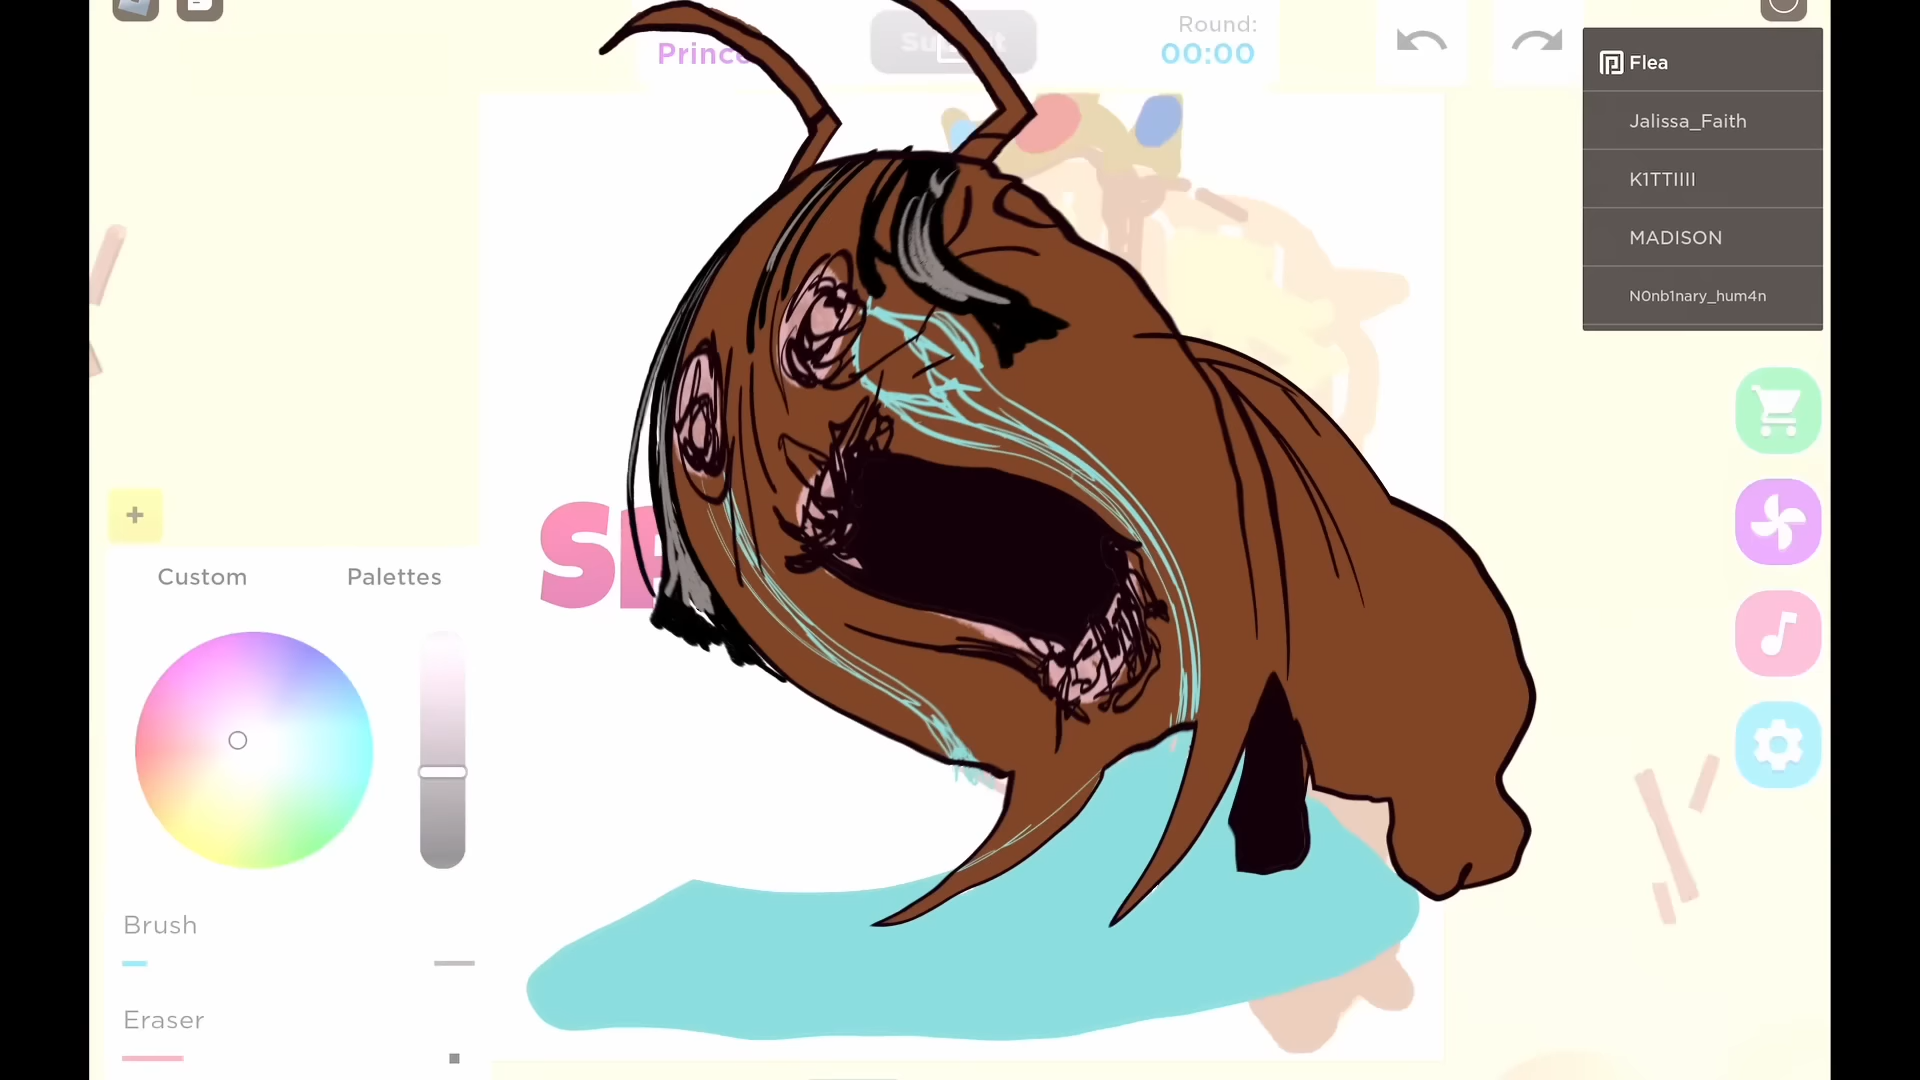 Round:
00:00
Flea
Jalissa_Faith
K1TTIIII
MADISON
N0nb1nary_hum4n
+
Custom
Palettes
Brush
Eraser